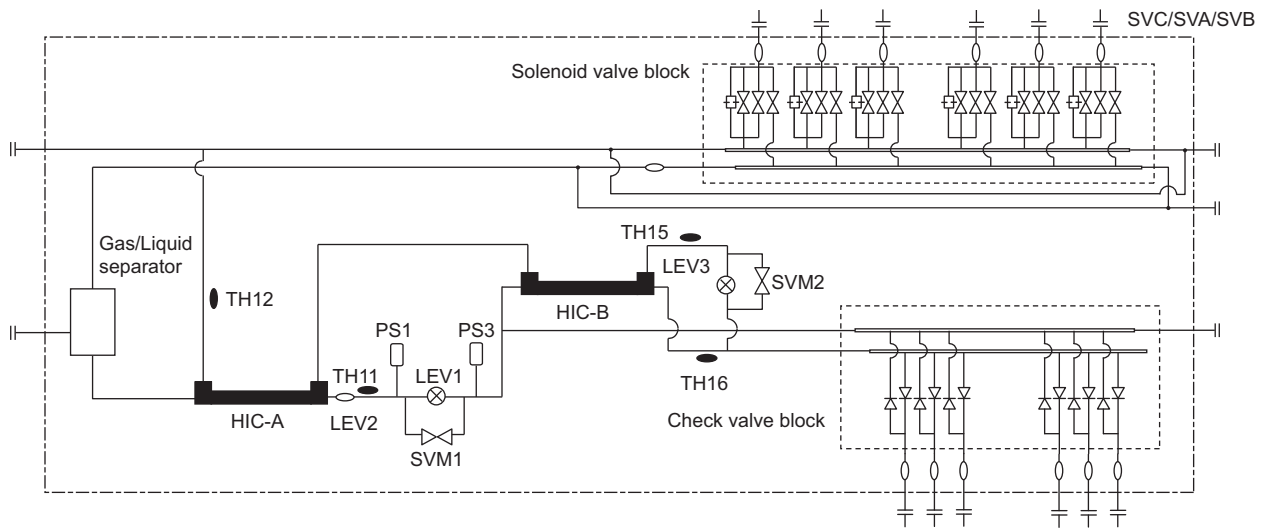 SVC/SVA/SVB
Solenoid valve block
Gas/Liquid
separator
TH12
TH15
LEV3
SVM2
HIC-B
PS1
PS3
TH11
LEV1
TH16
HIC-A
LEV2
SVM1
Check valve block